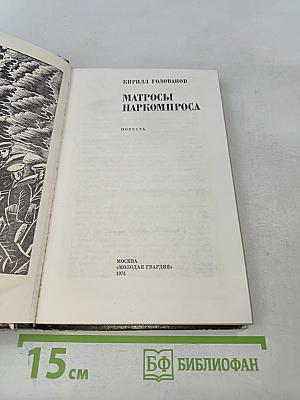 КИРИЛЛ ГОЛОВАНОВ
МАТРОСЫ
НАРКОМПРОСА
ПОВЕСТЬ
МОСКВА
«МОЛОДАЯ ГВАРДИЯ»
1974
15 см
БФ БИБЛИОФАН